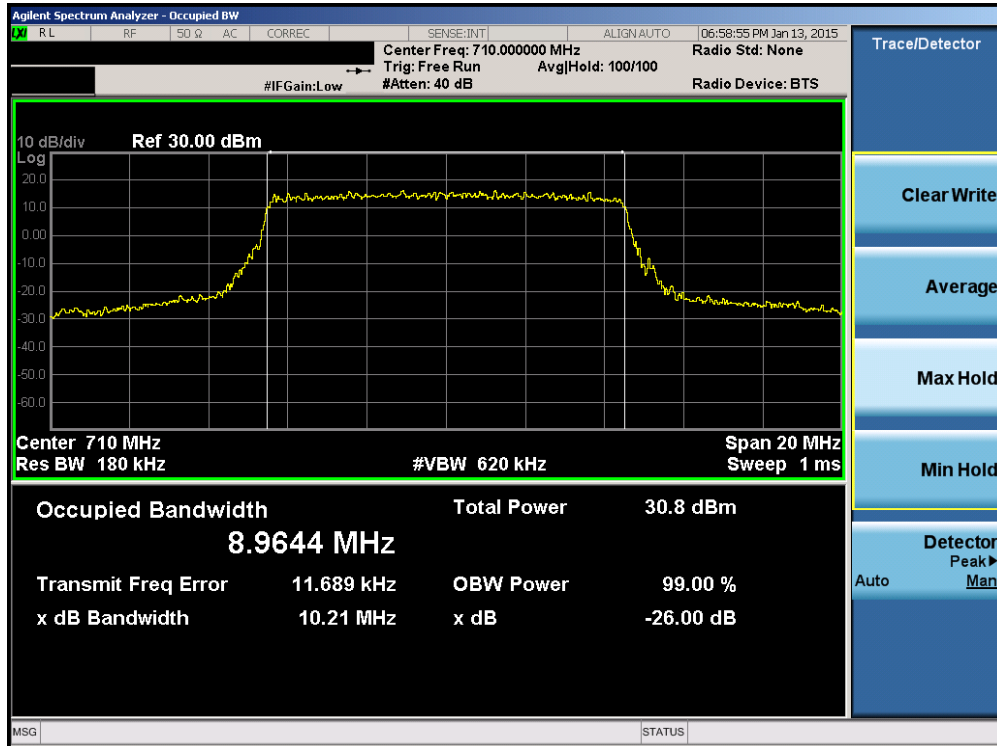 Agilent Spectrum Analyzer - Occupied BW
LXI RL RF 50 Ω AC CORREC SENSE:INT ALIGN AUTO 06:58:55 PM Jan 13, 2015
Center Freq: 710.000000 MHz Radio Std: None
Trig: Free Run Avg|Hold: 100/100
#IFGain:Low #Atten: 40 dB Radio Device: BTS
10 dB/div Ref 30.00 dBm
Log
20.0
10.0
0.00
-10.0
-20.0
-30.0
-40.0
-50.0
-60.0
Center 710 MHz Span 20 MHz
Res BW 180 kHz #VBW 620 kHz Sweep 1 ms
Occupied Bandwidth Total Power 30.8 dBm
8.9644 MHz
Transmit Freq Error 11.689 kHz OBW Power 99.00 %
x dB Bandwidth 10.21 MHz x dB -26.00 dB
MSG STATUS
Trace/Detector
Clear Write
Average
Max Hold
Min Hold
Detector
Peak▶
Auto Man